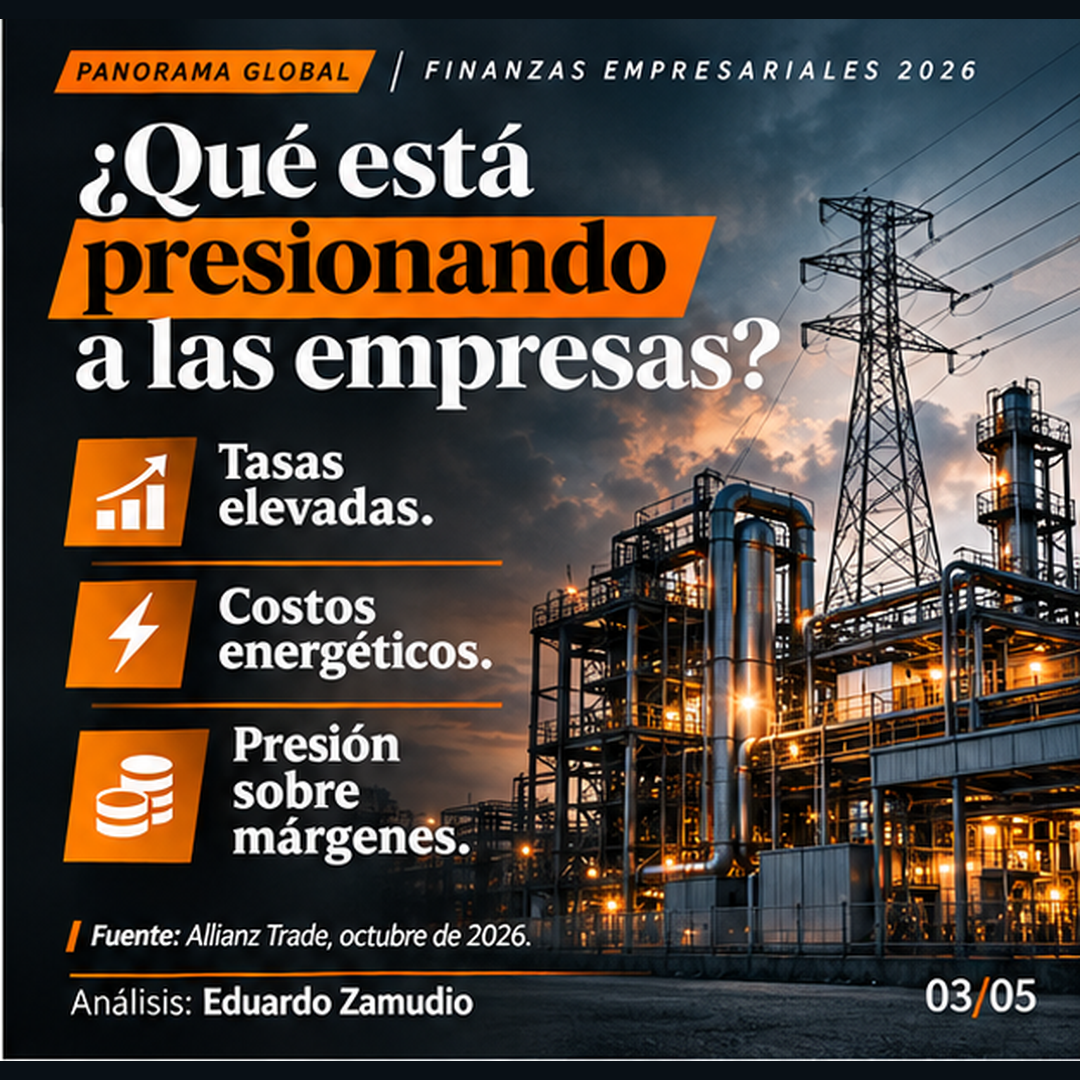 PANORAMA GLOBAL / FINANZAS EMPRESARIALES 2026
¿Qué está
presionando
a las empresas?
Tasas
elevadas.
Costos
energéticos.
Presión
sobre
márgenes.
Fuente: Allianz Trade, octubre de 2026.
Análisis: Eduardo Zamudio
03/05